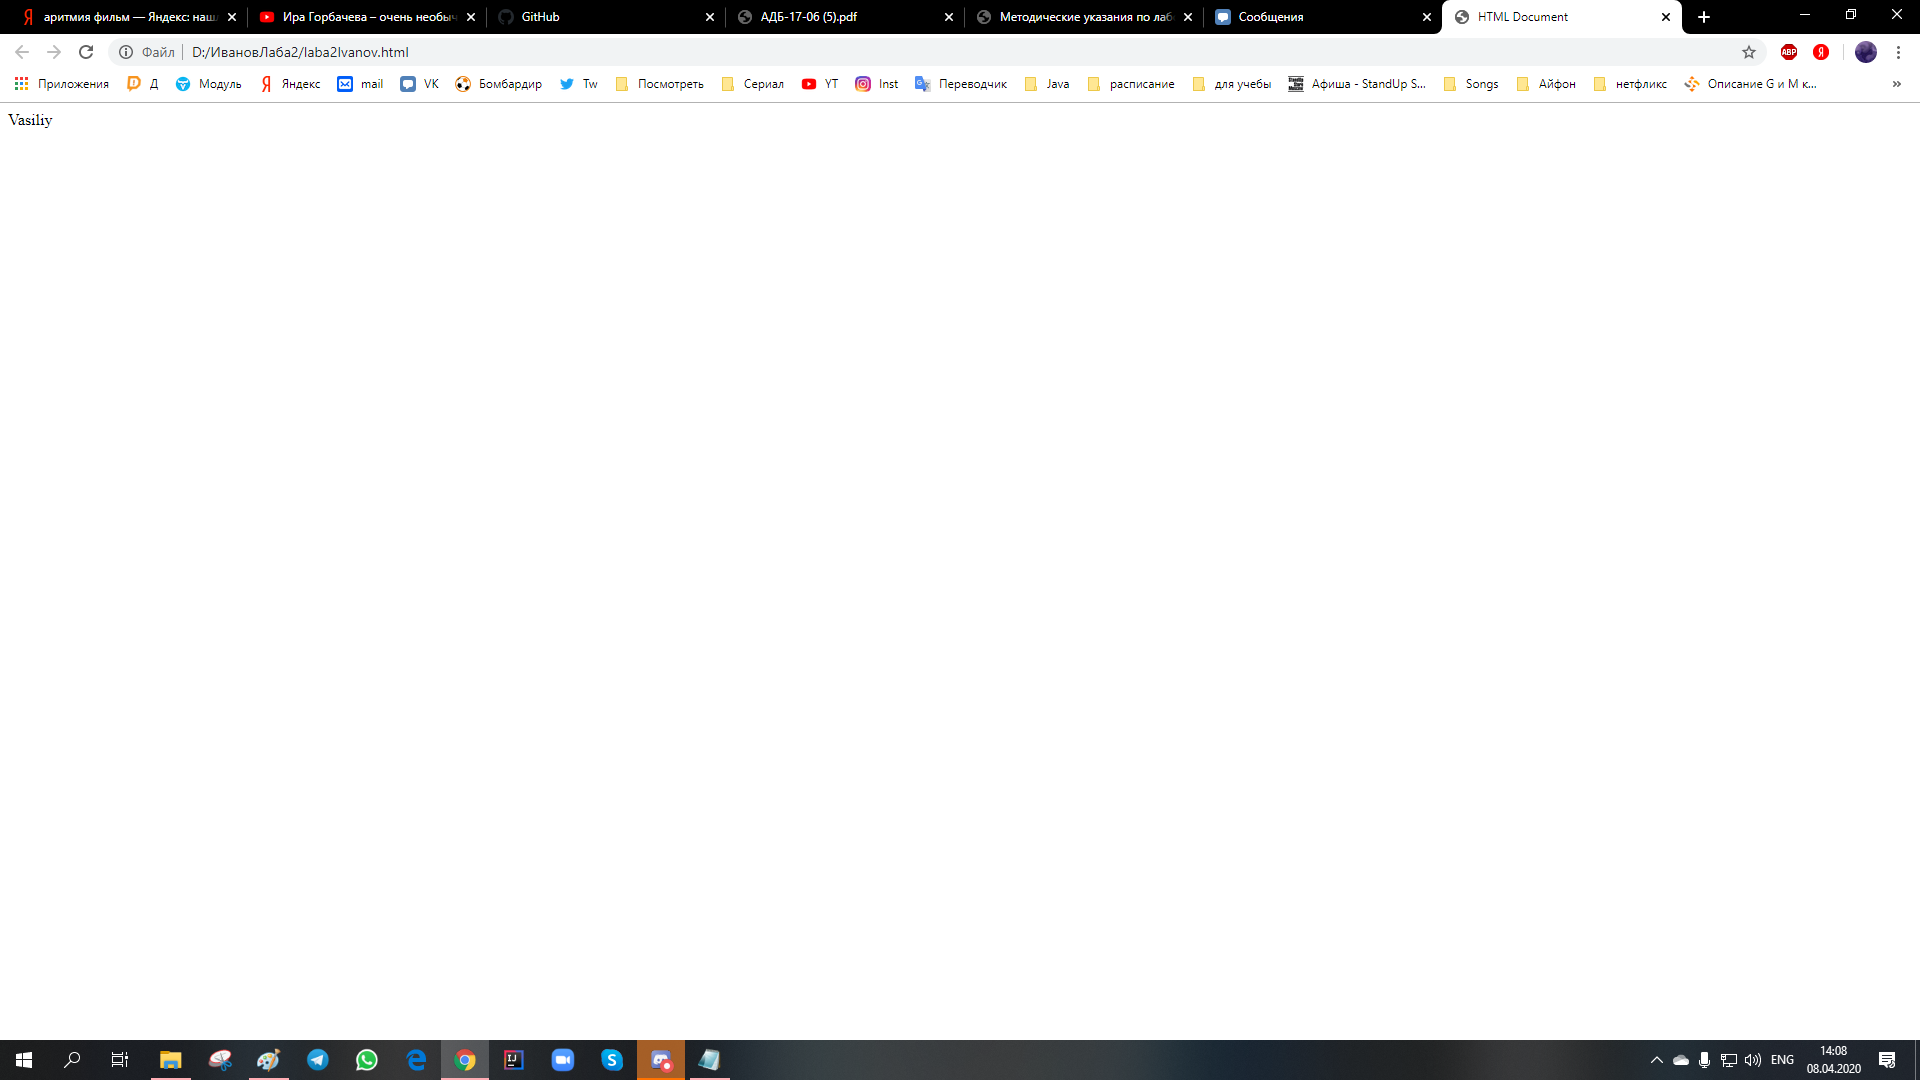 аритмия фильм — Яндекс: наш
Ира Горбачева – очень необыч
GitHub
АДБ-17-06 (5).pdf
Методические указания по лаб
Сообщения
HTML Document
Файл
D:/ИвановЛаба2/laba2Ivanov.html
ABP
Я
Приложения
Д
Модуль
Яндекс
mail
VK
Бомбардир
Tw
Посмотреть
Сериал
YT
Inst
Переводчик
Java
расписание
для учебы
Афиша - StandUp S...
Songs
Айфон
нетфликс
Описание G и M к...
»
Vasiliy
ENG
14:08
08.04.2020